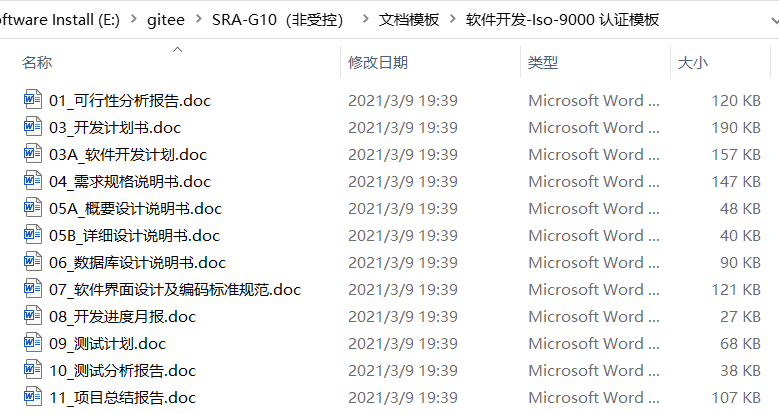 oftware Install (E:) > gitee > SRA-G10（非受控） > 文档模板 > 软件开发-Iso-9000 认证模板
名称 修改日期 类型 大小
01_可行性分析报告.doc 2021/3/9 19:39 Microsoft Word ... 120 KB
03_开发计划书.doc 2021/3/9 19:39 Microsoft Word ... 190 KB
03A_软件开发计划.doc 2021/3/9 19:39 Microsoft Word ... 157 KB
04_需求规格说明书.doc 2021/3/9 19:39 Microsoft Word ... 147 KB
05A_概要设计说明书.doc 2021/3/9 19:39 Microsoft Word ... 48 KB
05B_详细设计说明书.doc 2021/3/9 19:39 Microsoft Word ... 40 KB
06_数据库设计说明书.doc 2021/3/9 19:39 Microsoft Word ... 90 KB
07_软件界面设计及编码标准规范.doc 2021/3/9 19:39 Microsoft Word ... 121 KB
08_开发进度月报.doc 2021/3/9 19:39 Microsoft Word ... 27 KB
09_测试计划.doc 2021/3/9 19:39 Microsoft Word ... 68 KB
10_测试分析报告.doc 2021/3/9 19:39 Microsoft Word ... 38 KB
11_项目总结报告.doc 2021/3/9 19:39 Microsoft Word ... 107 KB